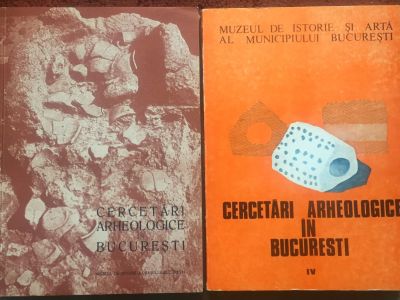 CERCETĂRI
ARHEOLOGICE
BUCUREȘTI
MUZEUL DE ISTORIE ȘI ARTĂ
AL MUNICIPIULUI BUCUREȘTI
CERCETĂRI ARHEOLOGICE
ÎN
BUCUREȘTI
IV